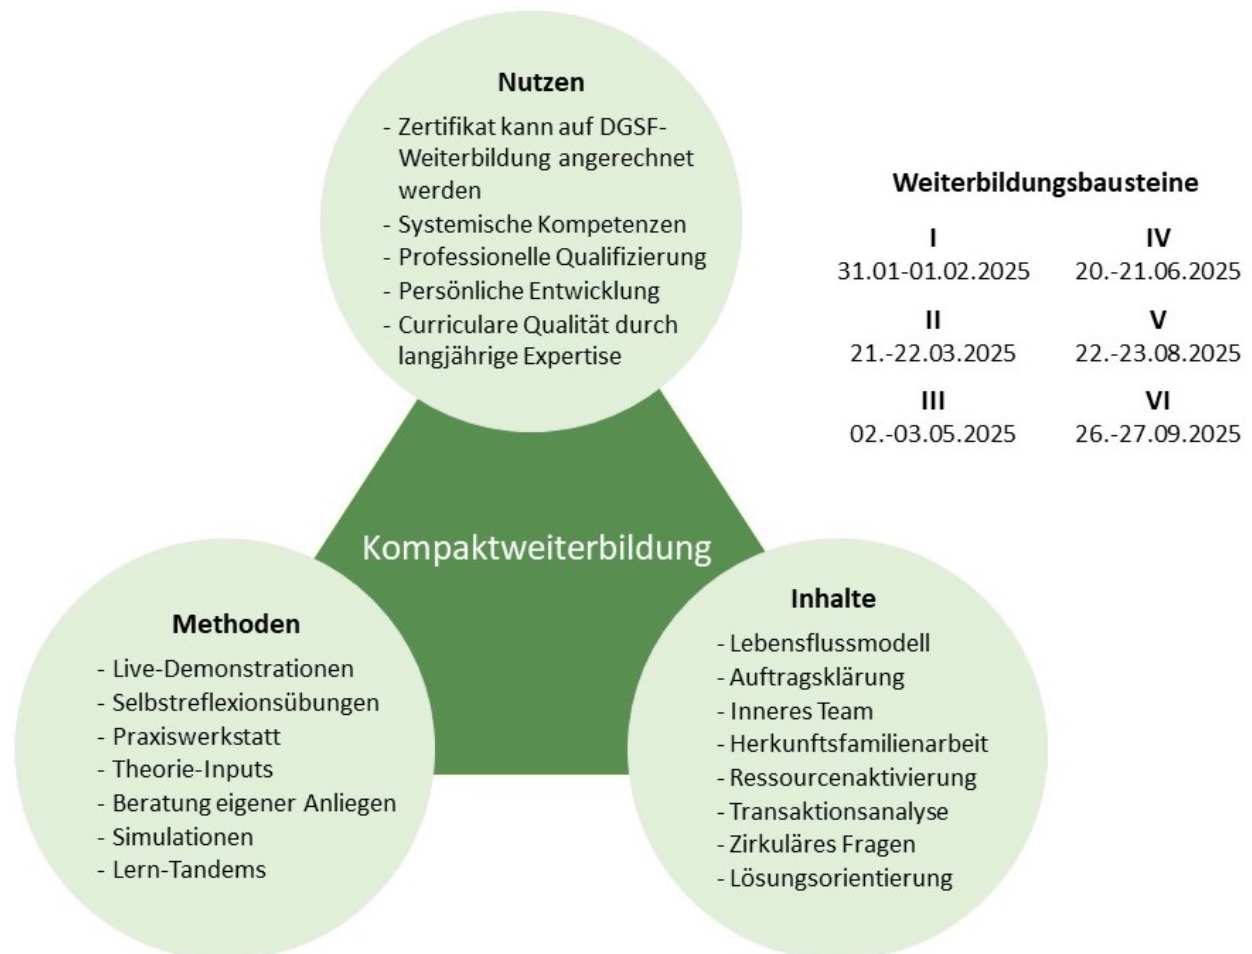 Nutzen
- Zertifikat kann auf DGSF-
Weiterbildung angerechnet
werden
- Systemische Kompetenzen
- Professionelle Qualifizierung
- Persönliche Entwicklung
- Curriculare Qualität durch
langjährige Expertise
Weiterbildungsbausteine
I
31.01-01.02.2025
IV
20.-21.06.2025
II
21.-22.03.2025
V
22.-23.08.2025
III
02.-03.05.2025
VI
26.-27.09.2025
Kompaktweiterbildung
Methoden
- Live-Demonstrationen
- Selbstreflexionsübungen
- Praxiswerkstatt
- Theorie-Inputs
- Beratung eigener Anliegen
- Simulationen
- Lern-Tandems
Inhalte
- Lebensflussmodell
- Auftragsklärung
- Inneres Team
- Herkunftsfamilienarbeit
- Ressourcenaktivierung
- Transaktionsanalyse
- Zirkuläres Fragen
- Lösungsorientierung